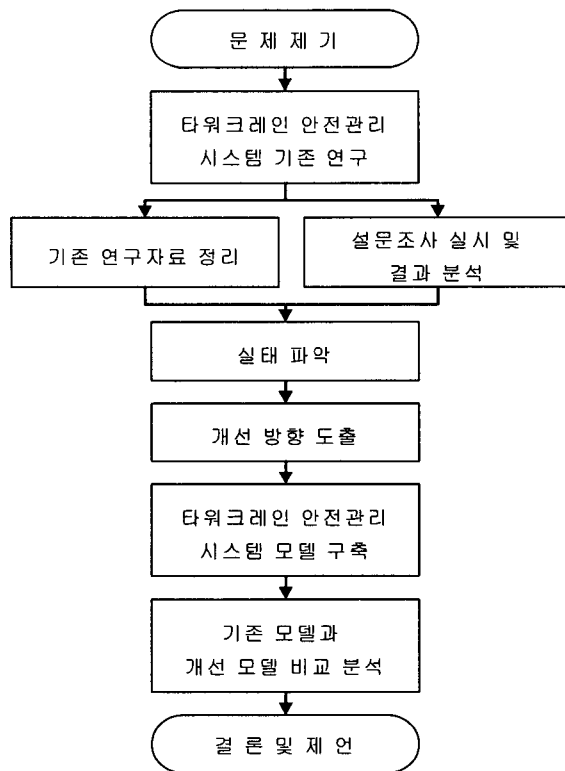 문 제 제 기
타워크레인 안전관리
시스템 기존 연구
기존 연구자료 정리
설문조사 실시 및
결과 분석
실태 파악
개선 방향 도출
타워크레인 안전관리
시스템 모델 구축
기존 모델과
개선 모델 비교 분석
결 론 및 제 언